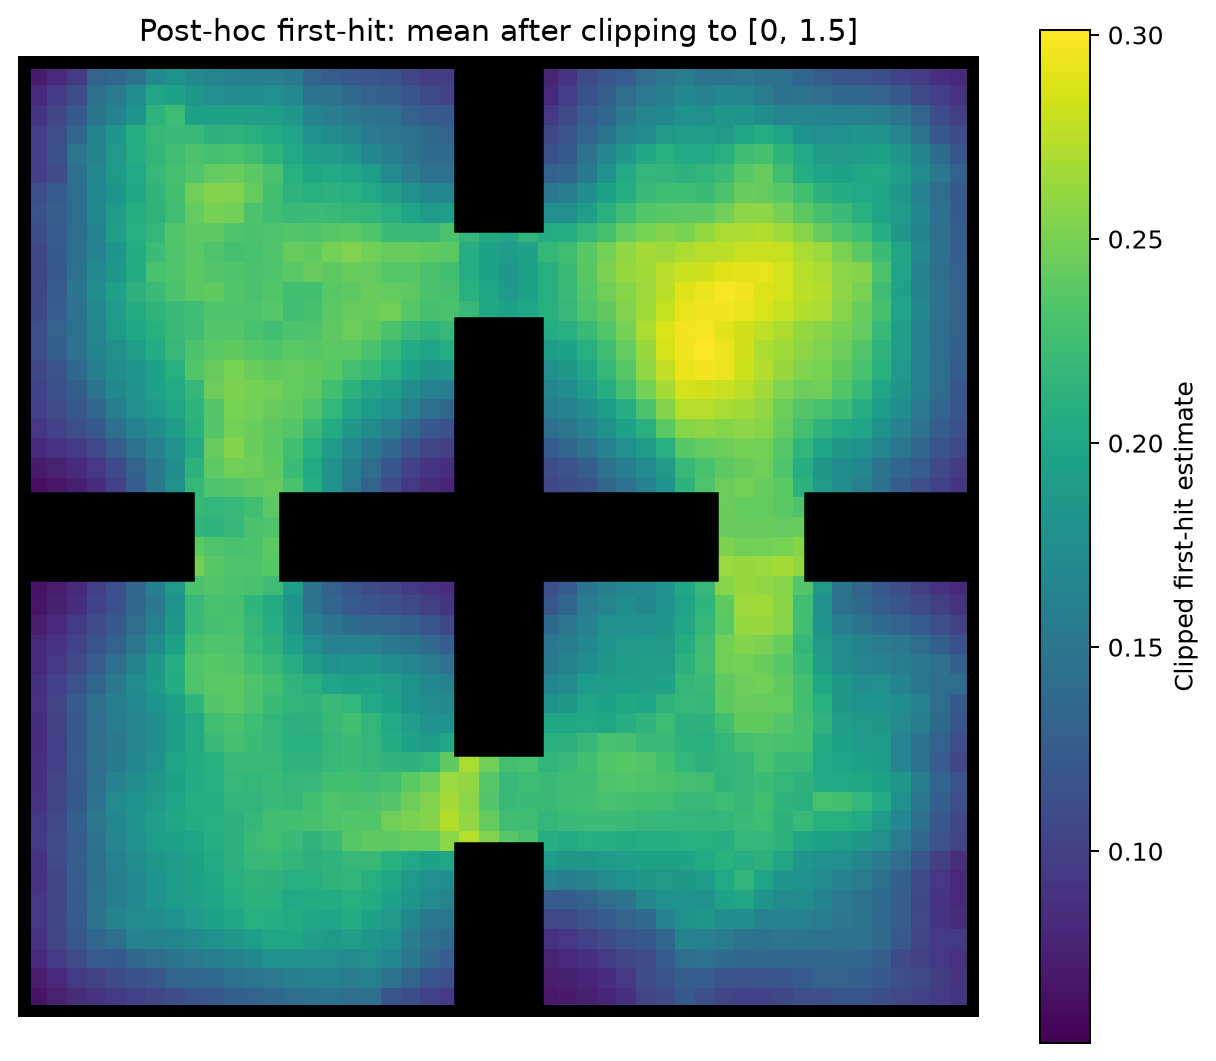 Post-hoc first-hit: mean after clipping to [0, 1.5]
0.30
0.25
0.20
0.15
0.10
Clipped first-hit estimate